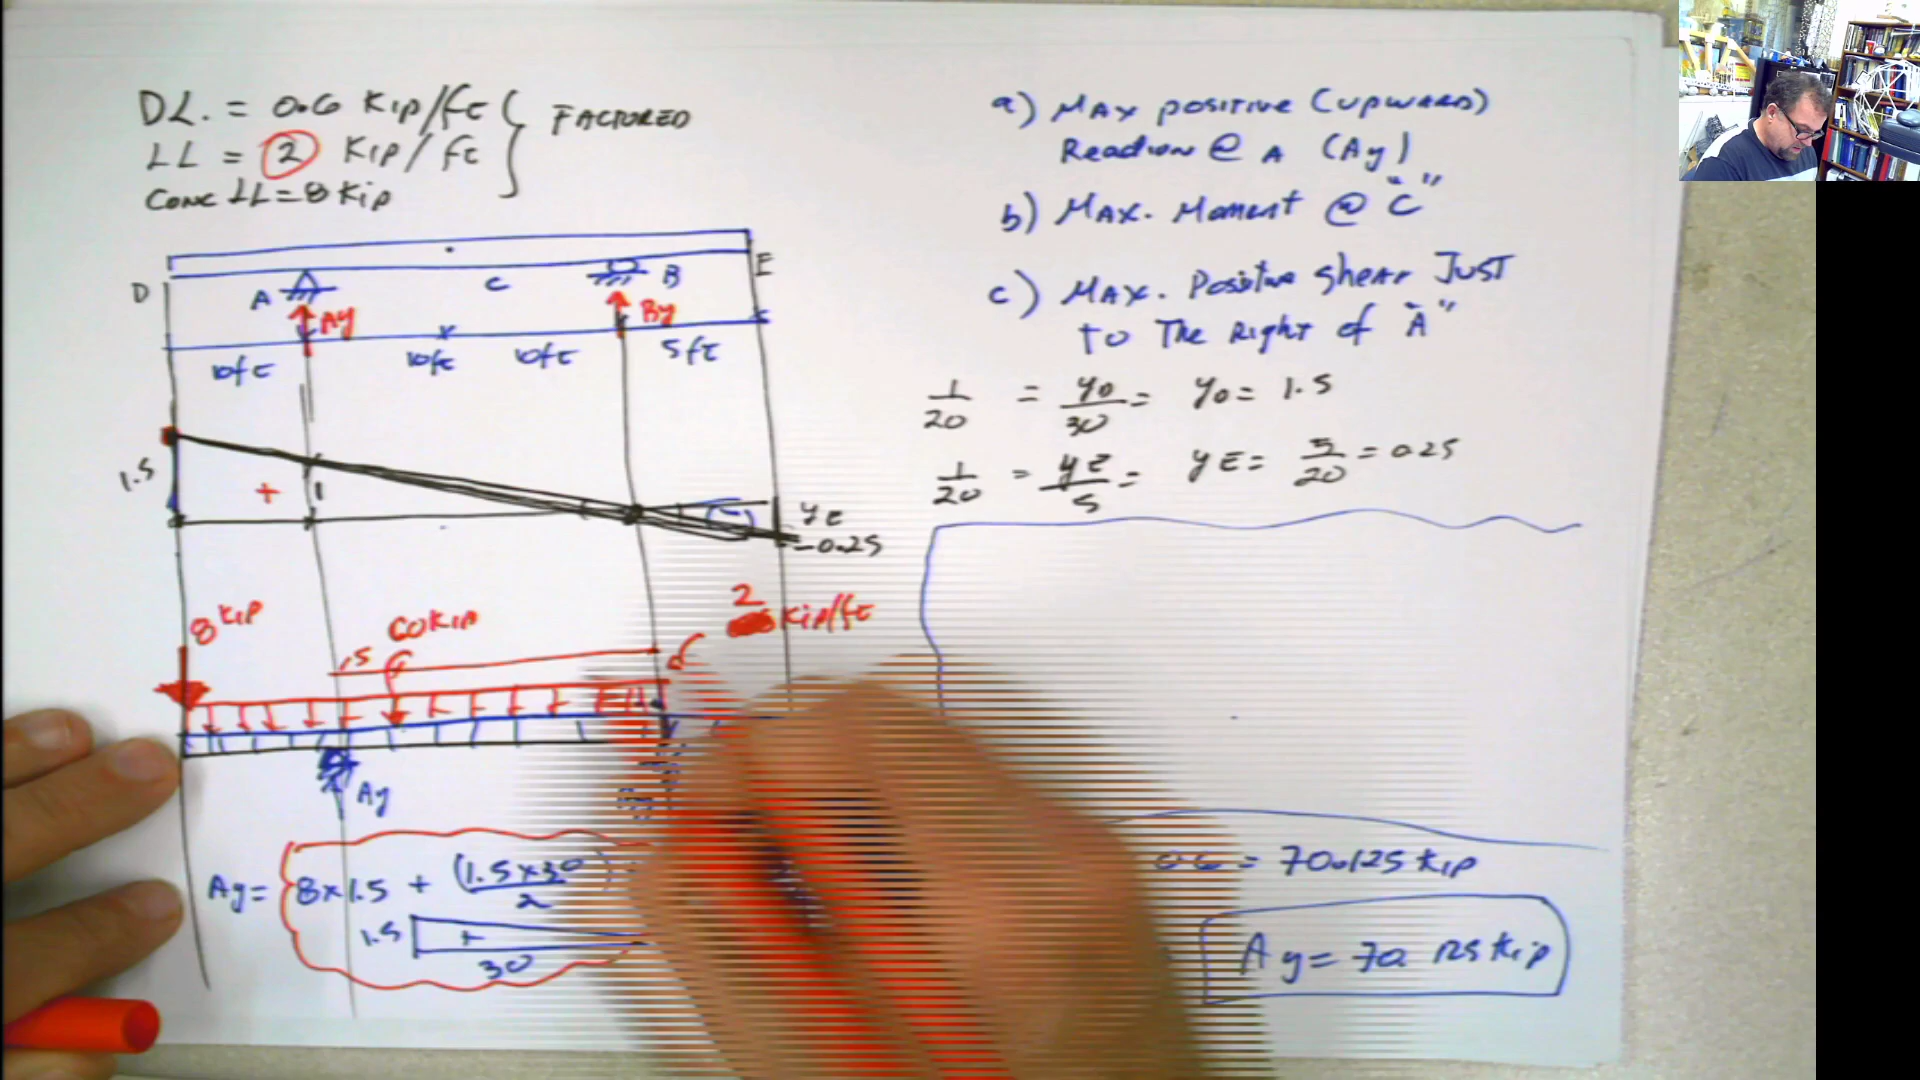 DL. = 0.6 Kip/ft
LL = 2 Kip/ft
Conc LL = 8 Kip
FACTORED
a) Max positive (upward)
Reaction @ A (Ay)
b) Max. Moment @ "C"
c) Max. Positive Shear Just
to The Right of "A"
D A C B E
Ay By
10ft 10ft 10ft 5ft
1/20 = y0/30 = y0 = 1.5
1/20 = yE/5 = yE = 5/20 = 0.25
1.5 + 1 - yE
-0.25
8 Kip 60 Kip 2 Kip/ft
.5
Ay
Ay = 8x1.5 + (1.5x30)/2
= 70.125 Kip
1.5 + 30
Ay = 70.125 Kip